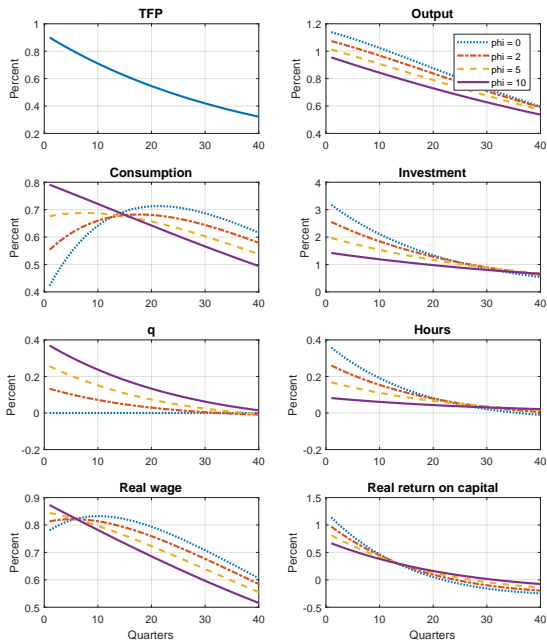 TFP
Percent
1
0.8
0.6
0.4
0.2
0 10 20 30 40
Output
Percent
1.2
1
0.8
0.6
0.4
0 10 20 30 40
phi = 0
phi = 2
phi = 5
phi = 10
Consumption
Percent
0.8
0.7
0.6
0.5
0.4
0 10 20 30 40
Investment
Percent
4
3
2
1
0
0 10 20 30 40
q
Percent
0.4
0.2
0
-0.2
0 10 20 30 40
Hours
Percent
0.4
0.2
0
-0.2
0 10 20 30 40
Real wage
Percent
0.9
0.8
0.7
0.6
0.5
0 10 20 30 40
Quarters
Real return on capital
Percent
1.5
1
0.5
0
-0.5
0 10 20 30 40
Quarters